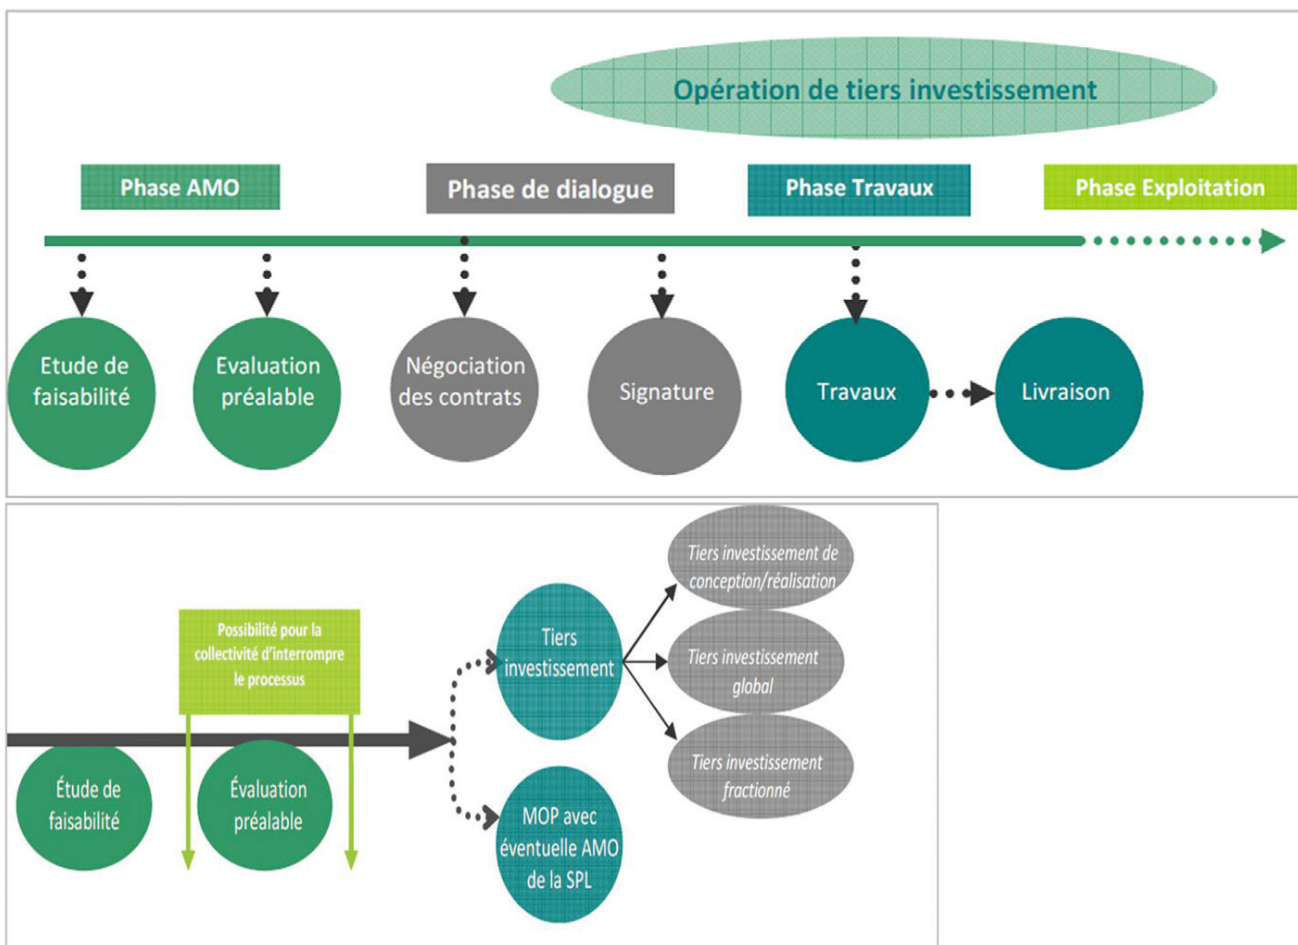 Opération de tiers investissement
Phase AMO
Phase de dialogue
Phase Travaux
Phase Exploitation
Etude de
faisabilité
Evaluation
préalable
Négociation
des contrats
Signature
Travaux
Livraison
Possibilité pour la
collectivité d'interrompre
le processus
Étude de
faisabilité
Évaluation
préalable
Tiers
investissement
MOP avec
éventuelle AMO
de la SPL
Tiers investissement de
conception/réalisation
Tiers investissement
global
Tiers investissement
fractionné